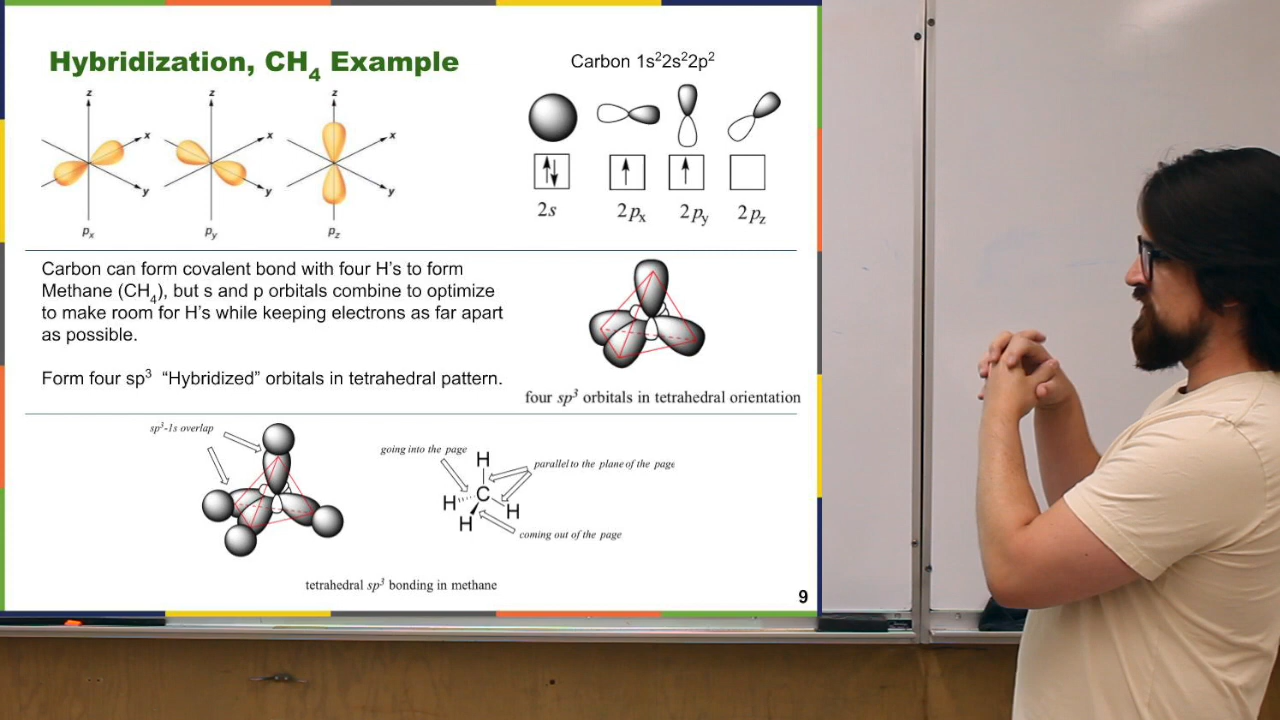 Hybridization, CH₄ Example
Carbon 1s²2s²2p²
z z z
x x x
y y y
pₓ p_y p_z
2s 2pₓ 2p_y 2p_z
Carbon can form covalent bond with four H's to form
Methane (CH₄), but s and p orbitals combine to optimize
to make room for H's while keeping electrons as far apart
as possible.
Form four sp³ “Hybridized” orbitals in tetrahedral pattern.
four sp³ orbitals in tetrahedral orientation
sp³-1s overlap
going into the page
parallel to the plane of the page
H
C
H
H
H
coming out of the page
tetrahedral sp³ bonding in methane
9